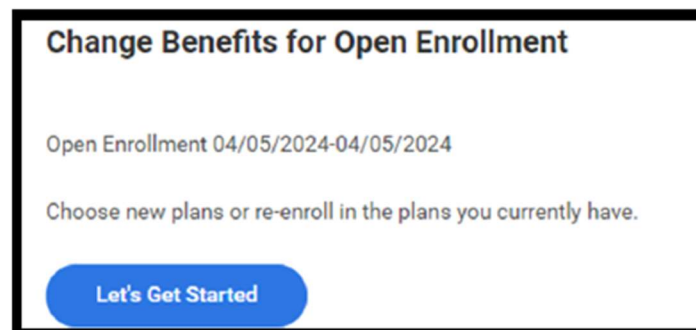 Change Benefits for Open Enrollment
Open Enrollment 04/05/2024-04/05/2024
Choose new plans or re-enroll in the plans you currently have.
Let's Get Started